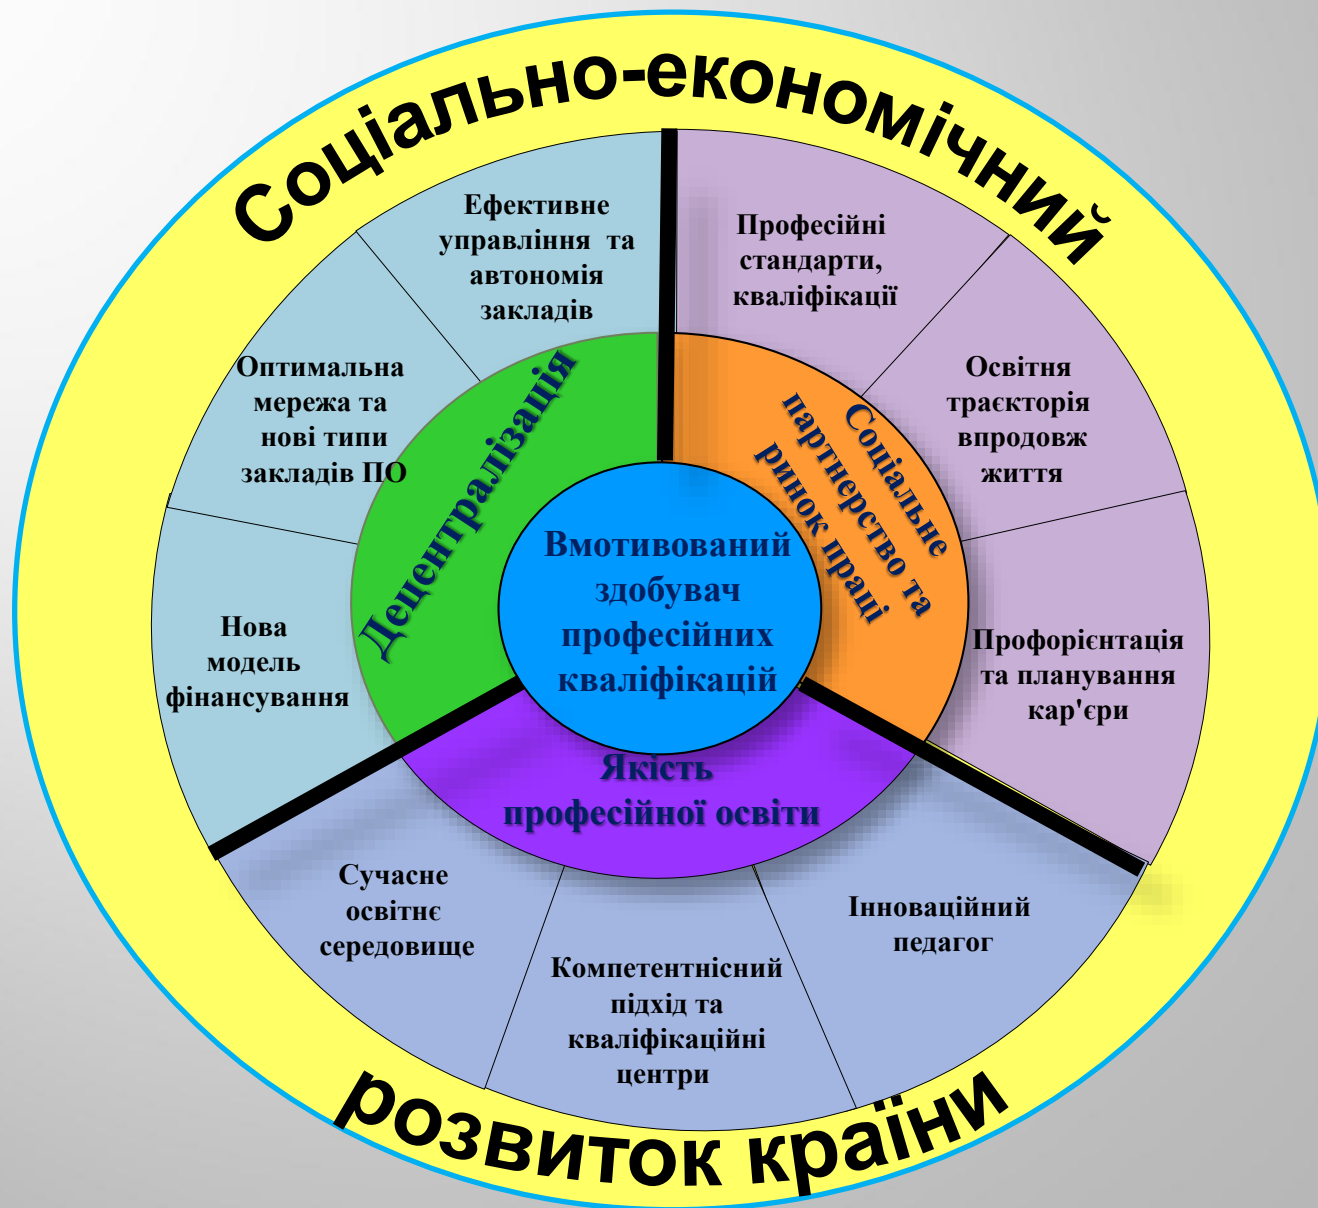 Соціально-економічний
Ефективне
управління та
автономія
закладів
Професійні
стандарти,
кваліфікації
Оптимальна
мережа та
нові типи
закладів ПО
Освітня
траєкторія
впродовж
життя
Децентралізація
Соціальне
партнерство та
ринок праці
Вмотивований
здобувач
професійних
кваліфікацій
Нова
модель
фінансування
Профорієнтація
та планування
кар'єри
Якість
професійної освіти
Сучасне
освітнє
середовище
Компетентнісний
підхід та
кваліфікаційні
центри
Інноваційний
педагог
розвиток країни